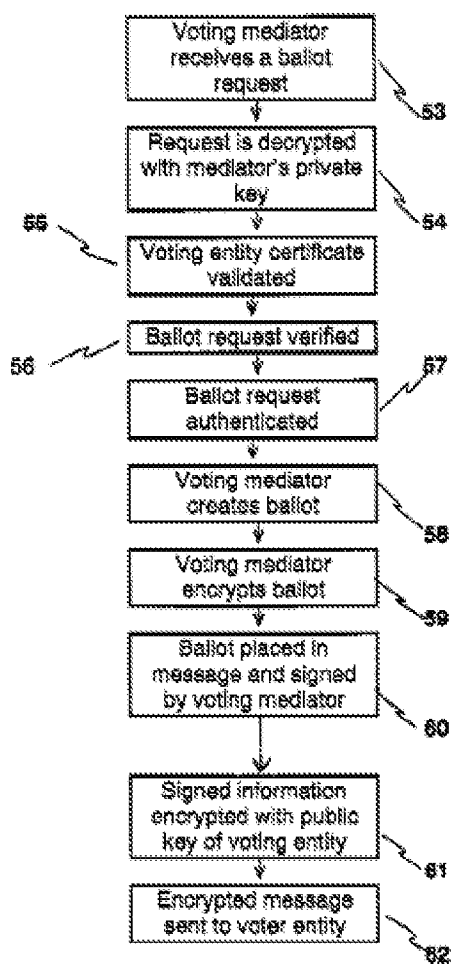 Voting mediator
receives a ballot
request
53
Request is decrypted
with mediator's private
key
54
55
Voting entity certificate
validated
Ballot request verified
56
57
Ballot request
authenticated
Voting mediator
creates ballot
58
Voting mediator
encrypts ballot
59
Ballot placed in
message and signed
by voting mediator
60
Signed information
encrypted with public
key of voting entity
61
Encrypted message
sent to voter entity
62